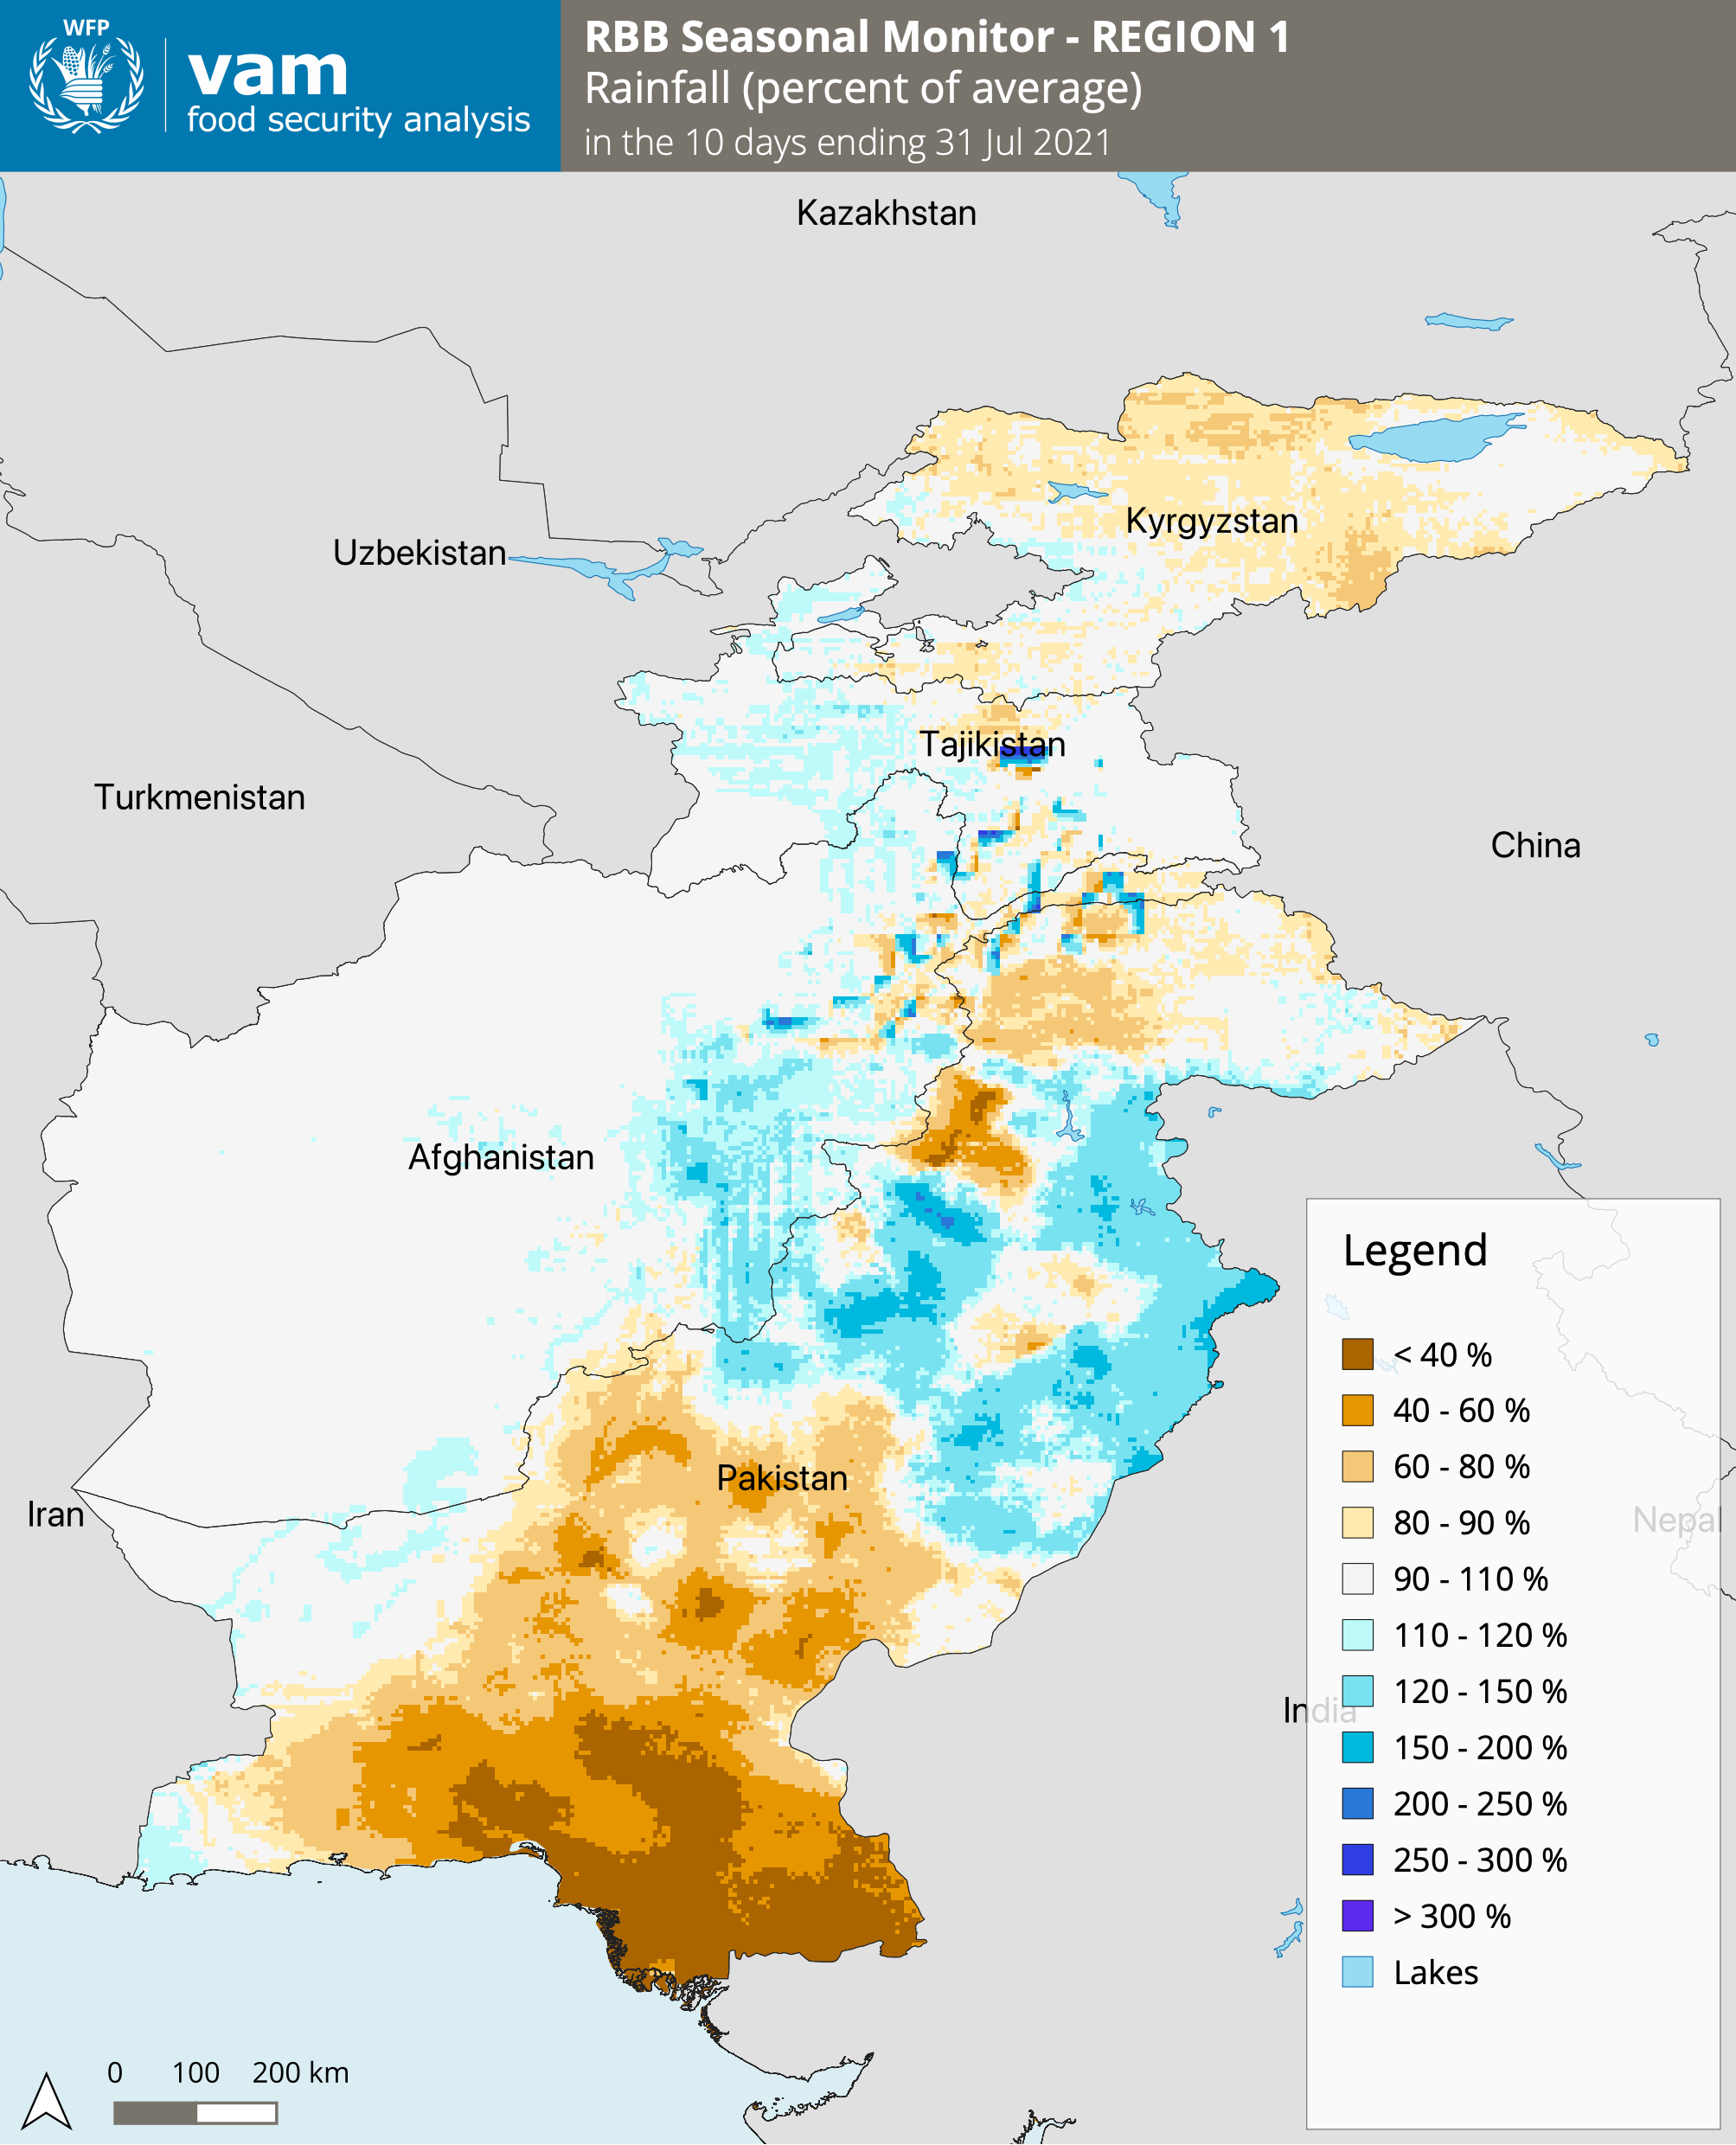 WFP
vam
food security analysis
RBB Seasonal Monitor - REGION 1
Rainfall (percent of average)
in the 10 days ending 31 Jul 2021
Kazakhstan
Kyrgyzstan
Uzbekistan
Tajikistan
Turkmenistan
China
Afghanistan
Pakistan
Iran
Nepal
India
Legend
< 40 %
40 - 60 %
60 - 80 %
80 - 90 %
90 - 110 %
110 - 120 %
120 - 150 %
150 - 200 %
200 - 250 %
250 - 300 %
> 300 %
Lakes
0 100 200 km